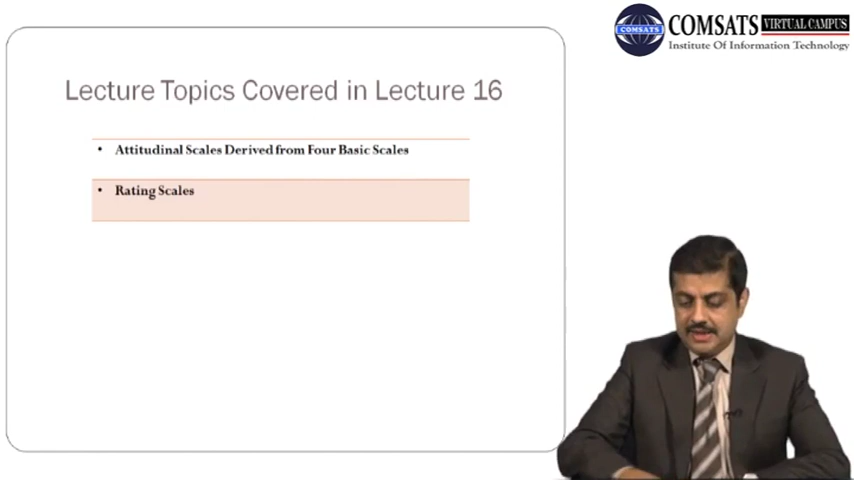 COMSATS VIRTUAL CAMPUS
COMSATS
Institute Of Information Technology
Lecture Topics Covered in Lecture 16
• Attitudinal Scales Derived from Four Basic Scales
• Rating Scales